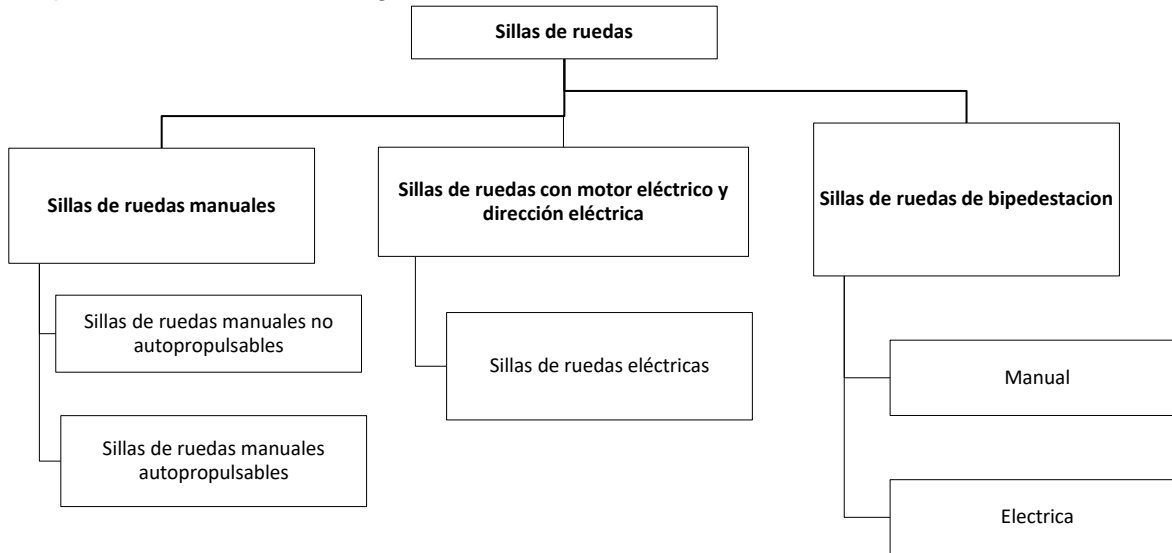 Sillas de ruedas
Sillas de ruedas manuales
Sillas de ruedas con motor eléctrico y
dirección eléctrica
Sillas de ruedas de bipedestacion
Sillas de ruedas manuales no
autopropulsables
Sillas de ruedas manuales
autopropulsables
Sillas de ruedas eléctricas
Manual
Electrica